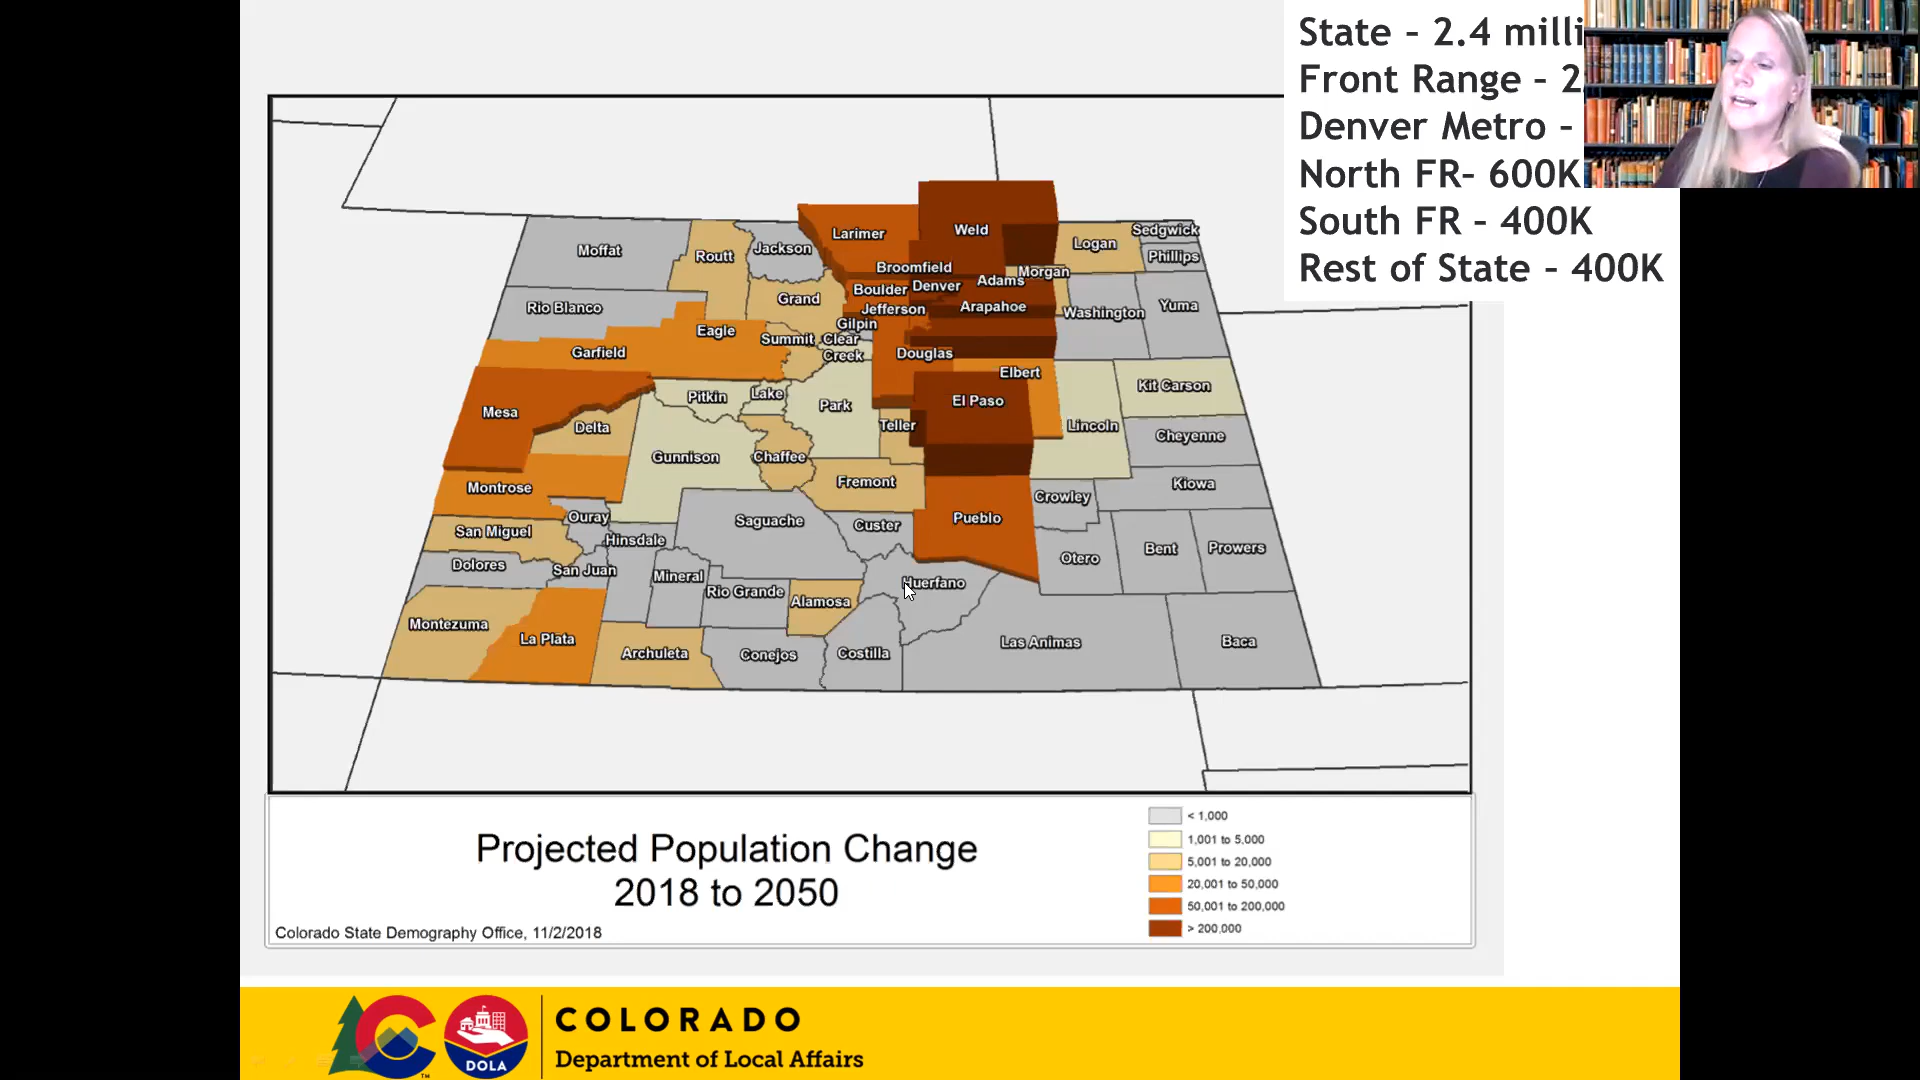 State – 2.4 milli
Front Range – 2
Denver Metro –
North FR– 600K
South FR – 400K
Rest of State – 400K
Moffat
Routt
Jackson
Larimer
Weld
Logan
Sedgwick
Phillips
Rio Blanco
Grand
Broomfield
Boulder
Denver
Adams
Morgan
Jefferson
Arapahoe
Washington
Yuma
Garfield
Eagle
Summit
Gilpin
Clear
Creek
Douglas
Elbert
Mesa
Pitkin
Lake
Park
El Paso
Kit Carson
Delta
Teller
Lincoln
Cheyenne
Gunnison
Chaffee
Montrose
Fremont
Crowley
Kiowa
Ouray
Saguache
Custer
Pueblo
San Miguel
Hinsdale
Dolores
San Juan
Mineral
Rio Grande
Alamosa
Huerfano
Otero
Bent
Prowers
Montezuma
La Plata
Archuleta
Conejos
Costilla
Las Animas
Baca
Projected Population Change
2018 to 2050
Colorado State Demography Office, 11/2/2018
< 1,000
1,001 to 5,000
5,001 to 20,000
20,001 to 50,000
50,001 to 200,000
> 200,000
DOLA
TM
COLORADO
Department of Local Affairs